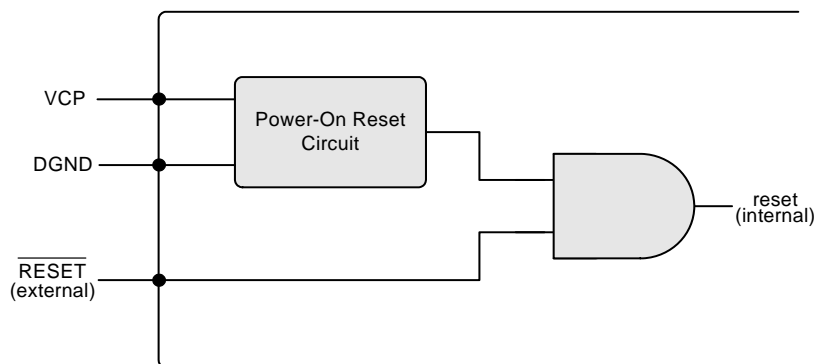 VCP
Power-On Reset
Circuit
DGND
reset
(internal)
RESET
(external)